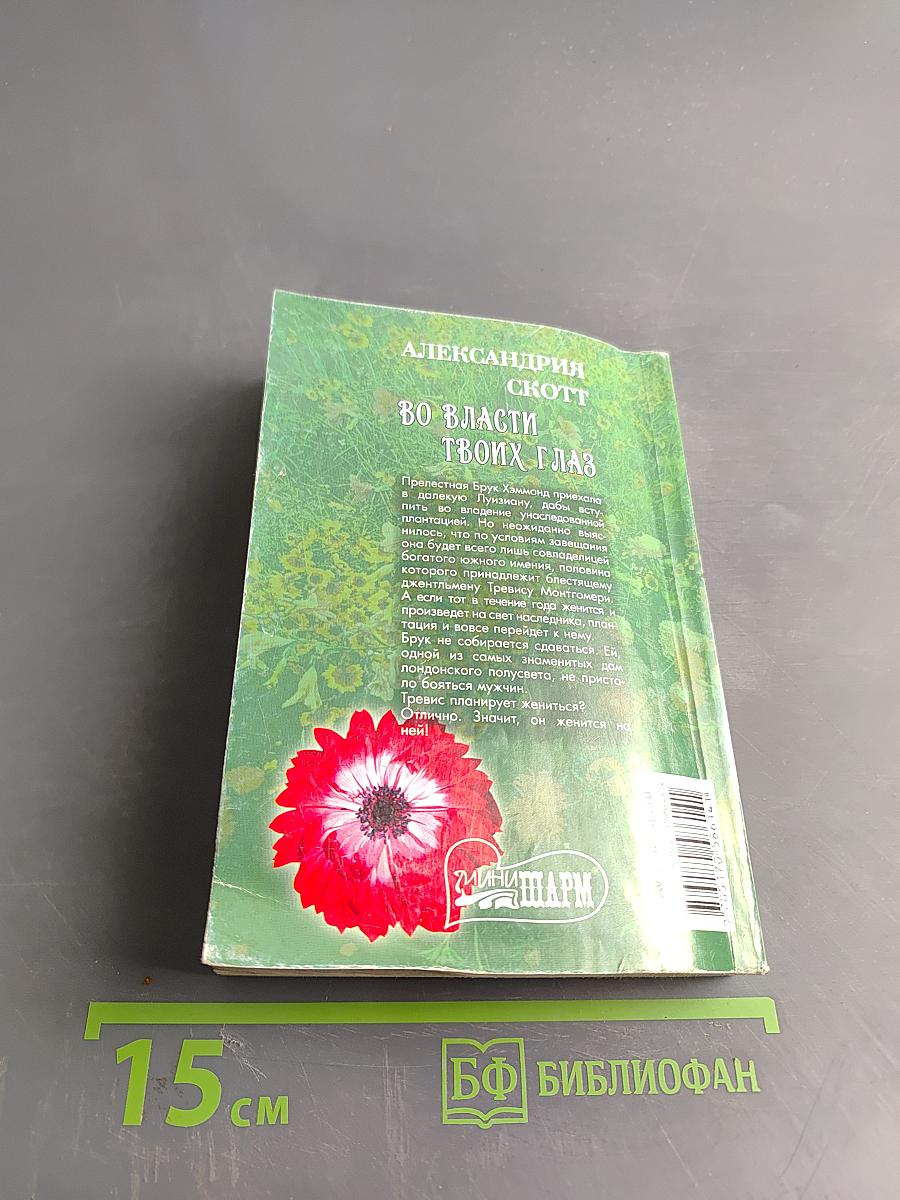 АЛЕКСАНДРИЯ
СКОТТ
ВО ВЛАСТИ
ТВОИХ ГЛАЗ
Прелестная Брук Хэммонд приехала
в далекую Луизиану, дабы всту-
пить во владение унаследованной
плантацией. Но неожиданно выяс-
нилось, что по условиям завещания
она будет всего лишь совладелицей
богатого южного имения, половина
которого принадлежит блестящему
джентльмену Тревису Монтгомери.
А если тот в течение года женится и
произведет на свет наследника, план-
тация и вовсе перейдет к нему.
Брук не собирается сдаваться. Ей,
одной из самых знаменитых дам
лондонского полусвета, не приста-
ло бояться мужчин.
Тревис планирует жениться?
Отлично. Значит, он женится на
ней!
МИНИ
ШАРМ
15 см
БФ БИБЛИОФАН